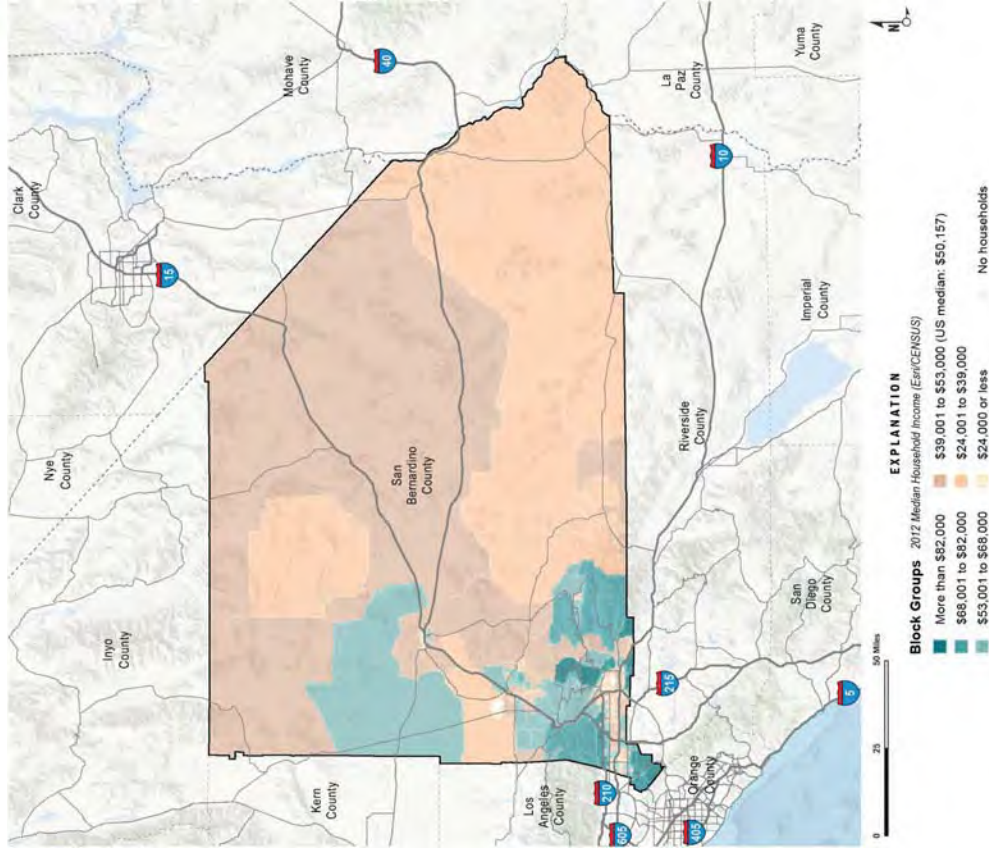 Clark
County
Nye
County
Inyo
County
Mohave
County
15
40
San
Bernardino
County
Kern
County
Los
Angeles
County
Riverside
County
La
Paz
County
Yuma
County
10
Imperial
County
San
Diego
County
Orange
County
210
605
405
215
5
N
0 25 50 Miles
EXPLANATION
Block Groups 2012 Median Household Income (Esri/CENSUS)
More than $82,000
$68,001 to $82,000
$53,001 to $68,000
$39,001 to $53,000 (US median: $50,157)
$24,001 to $39,000
$24,000 or less
No households